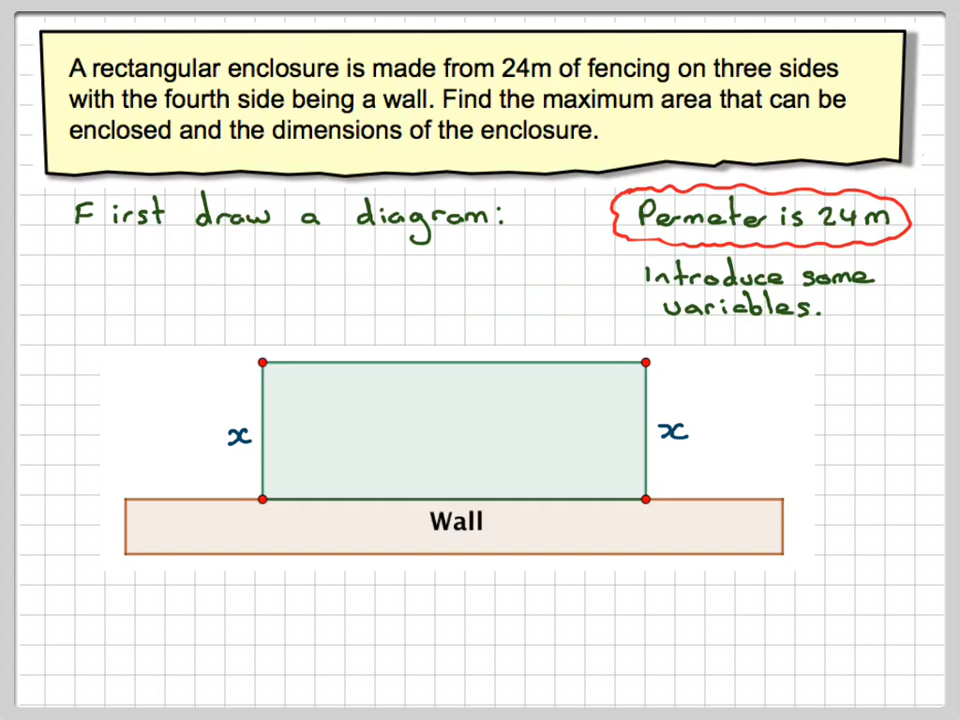 A rectangular enclosure is made from 24m of fencing on three sides
with the fourth side being a wall. Find the maximum area that can be
enclosed and the dimensions of the enclosure.
First draw a diagram:
Permeter is 24m
Introduce some
variables.
x
x
Wall